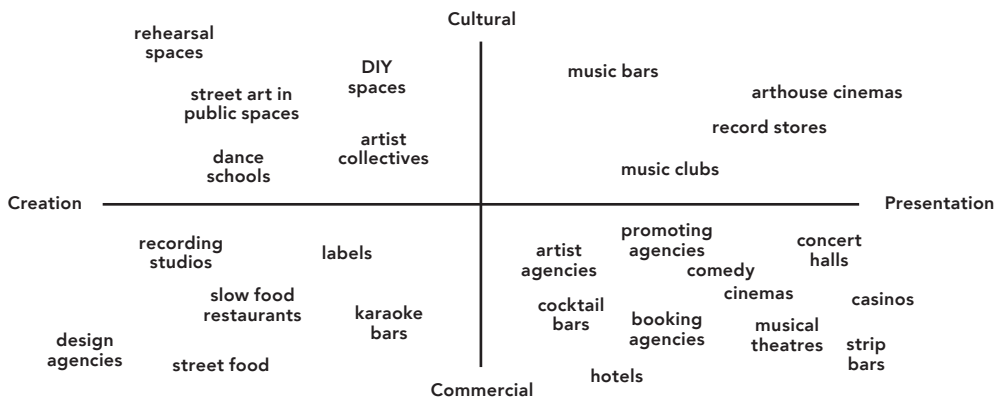 Cultural
rehearsal
spaces
DIY
spaces
music bars
street art in
public spaces
arthouse cinemas
record stores
artist
collectives
dance
schools
music clubs
Creation
Presentation
recording
studios
labels
artist
agencies
promoting
agencies
comedy
concert
halls
slow food
restaurants
karaoke
bars
cocktail
bars
booking
agencies
cinemas
casinos
musical
theatres
design
agencies
street food
strip
bars
hotels
Commercial